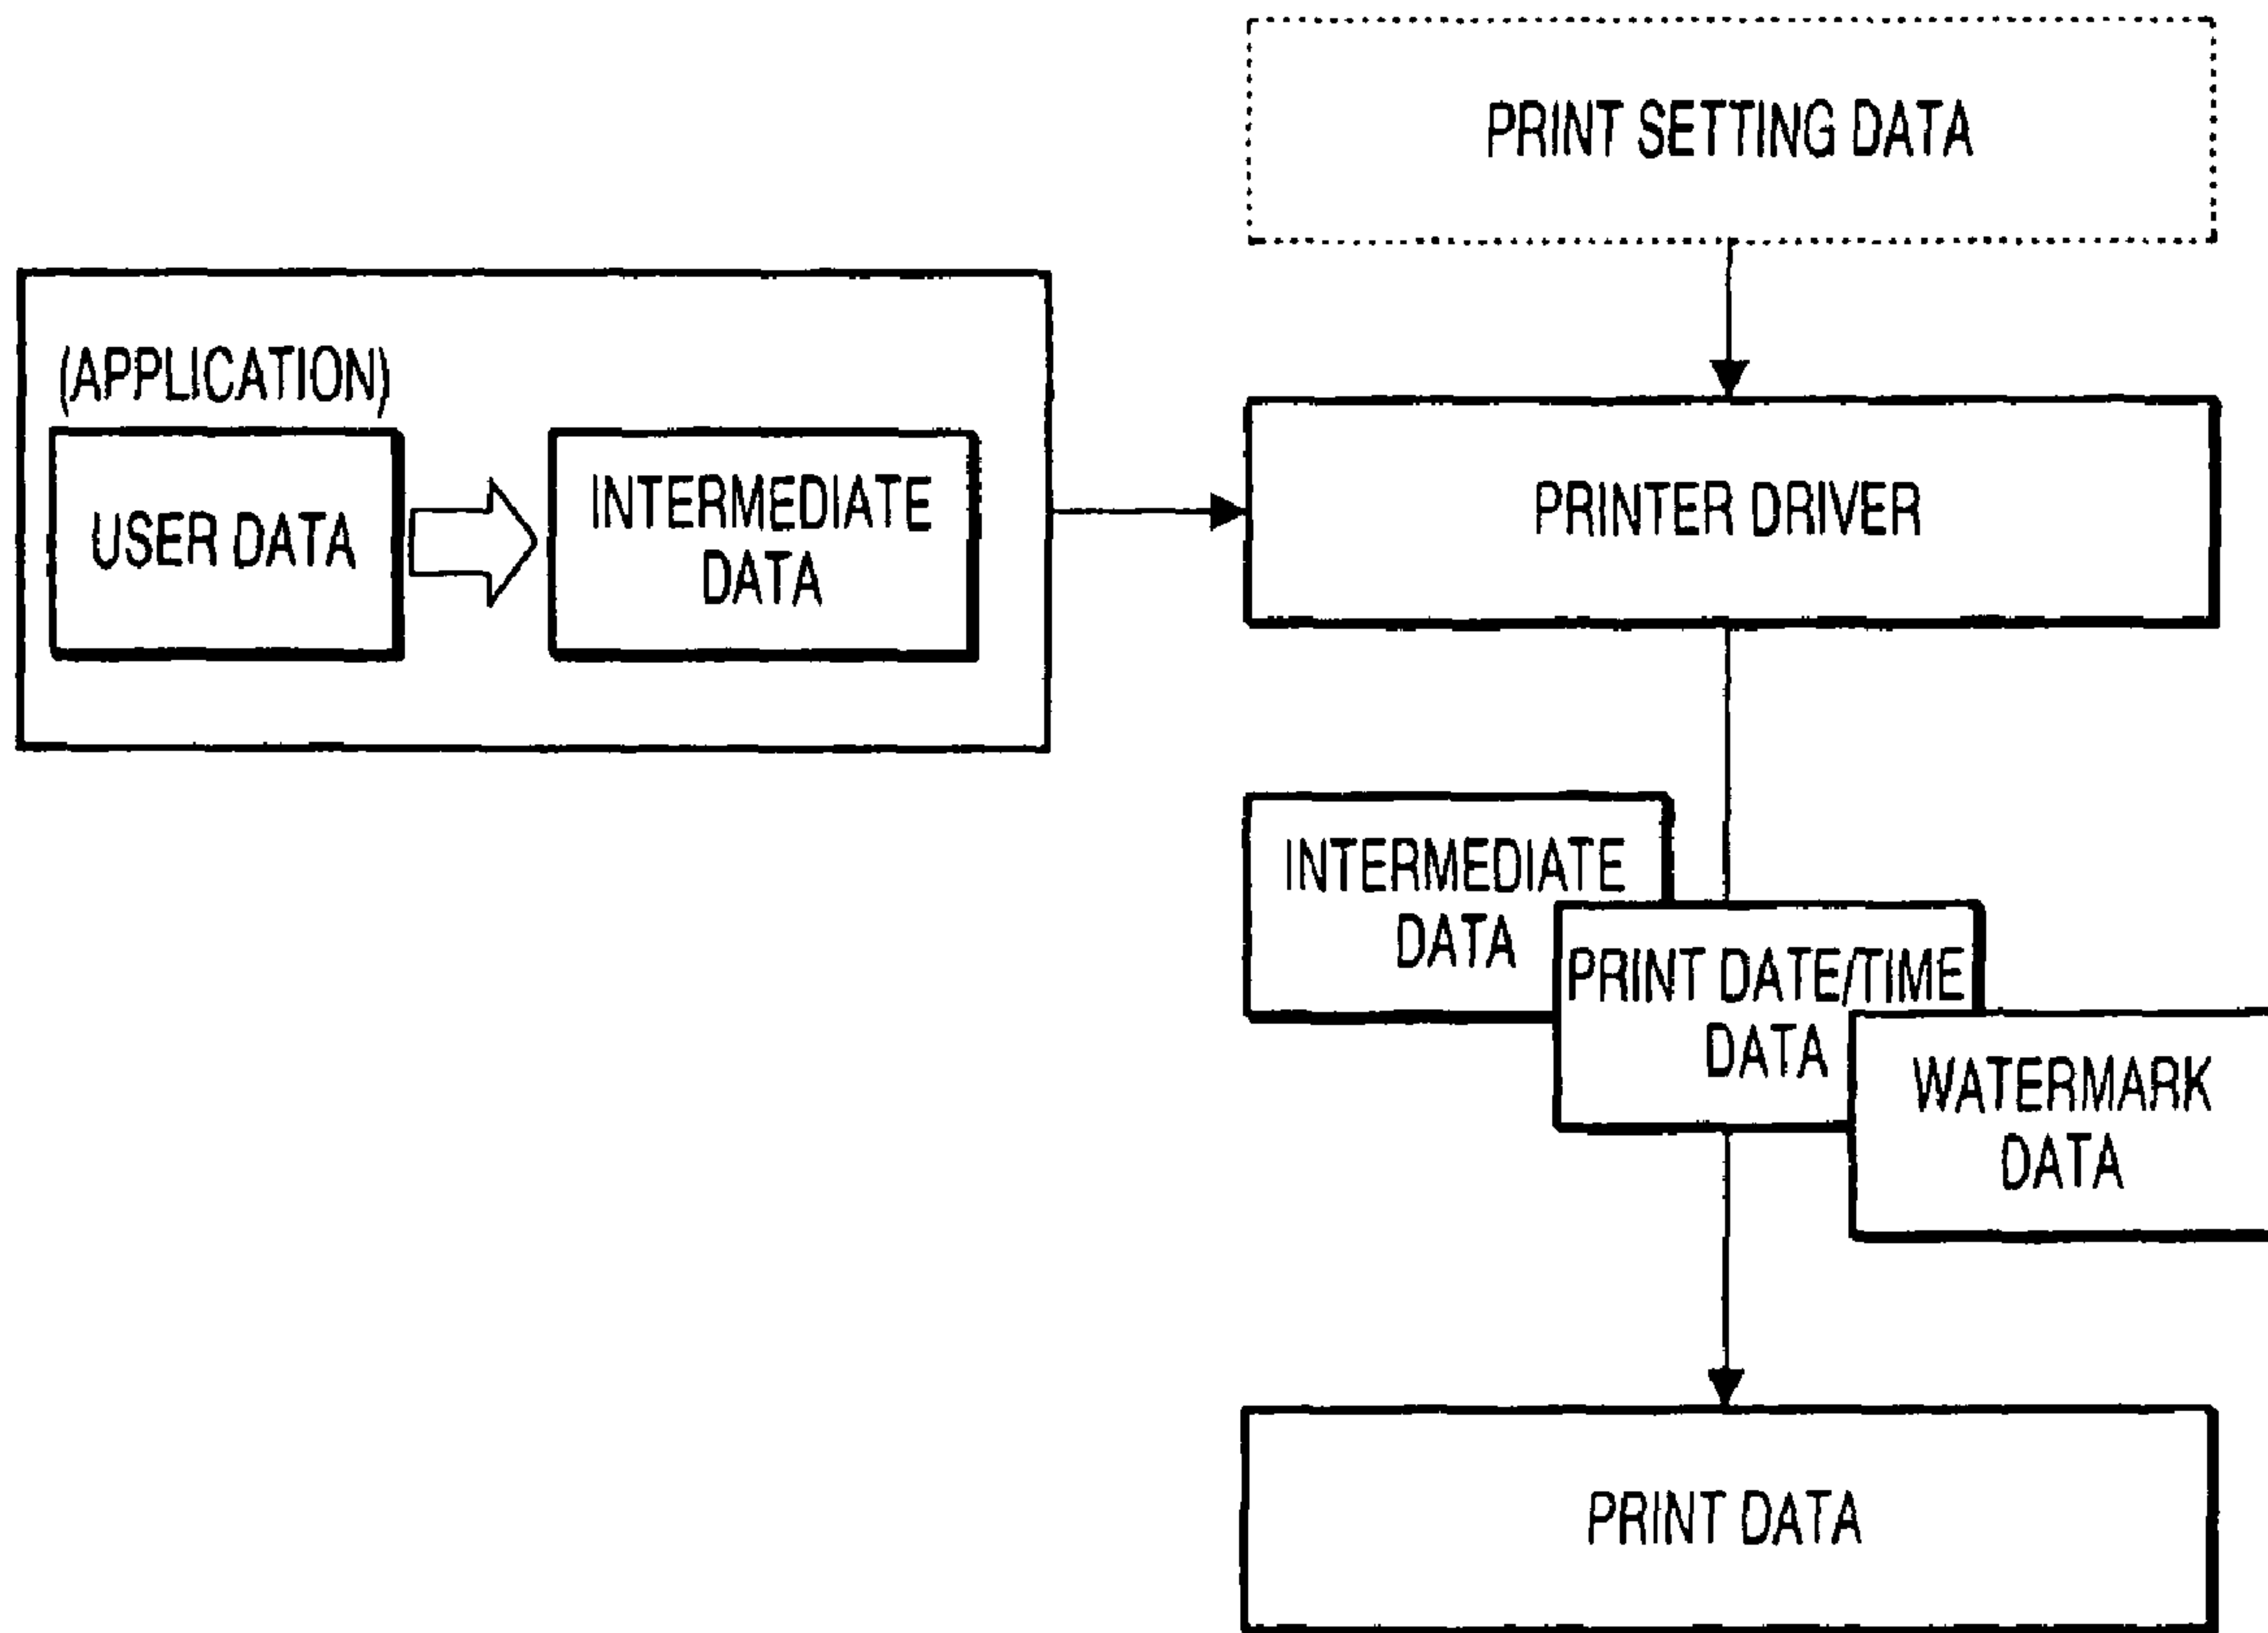 PRINT SETTING DATA
(APPLICATION)
USER DATA
INTERMEDIATE
DATA
PRINTER DRIVER
INTERMEDIATE
DATA
PRINT DATE/TIME
DATA
WATERMARK
DATA
PRINT DATA